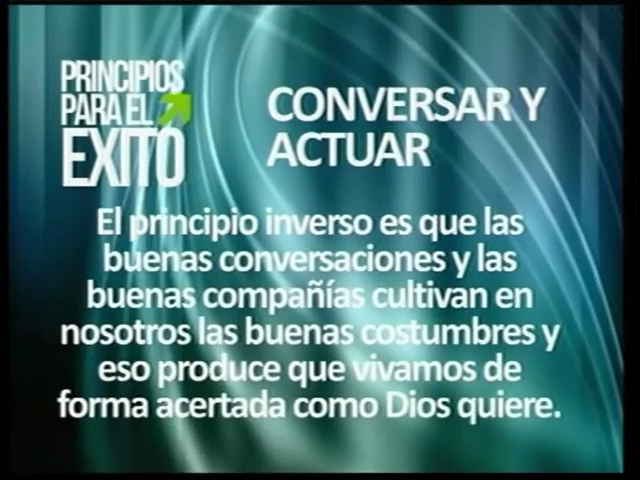 PRINCIPIOS
PARA EL
EXITO
CONVERSAR Y
ACTUAR
El principio inverso es que las
buenas conversaciones y las
buenas compañías cultivan en
nosotros las buenas costumbres y
eso produce que vivamos de
forma acertada como Dios quiere.